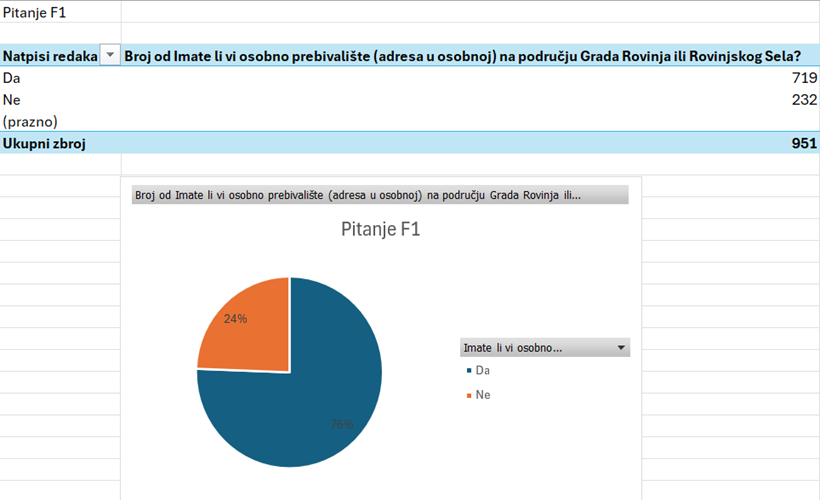 Pitanje F1
Natpisi redaka Broj od Imate li vi osobno prebivalište (adresa u osobnoj) na području Grada Rovinja ili Rovinjskog Sela?
Da 719
Ne 232
(prazno)
Ukupni zbroj 951
Broj od Imate li vi osobno prebivalište (adresa u osobnoj) na području Grada Rovinja ili...
Pitanje F1
24%
Imate li vi osobno...
Da
Ne
76%